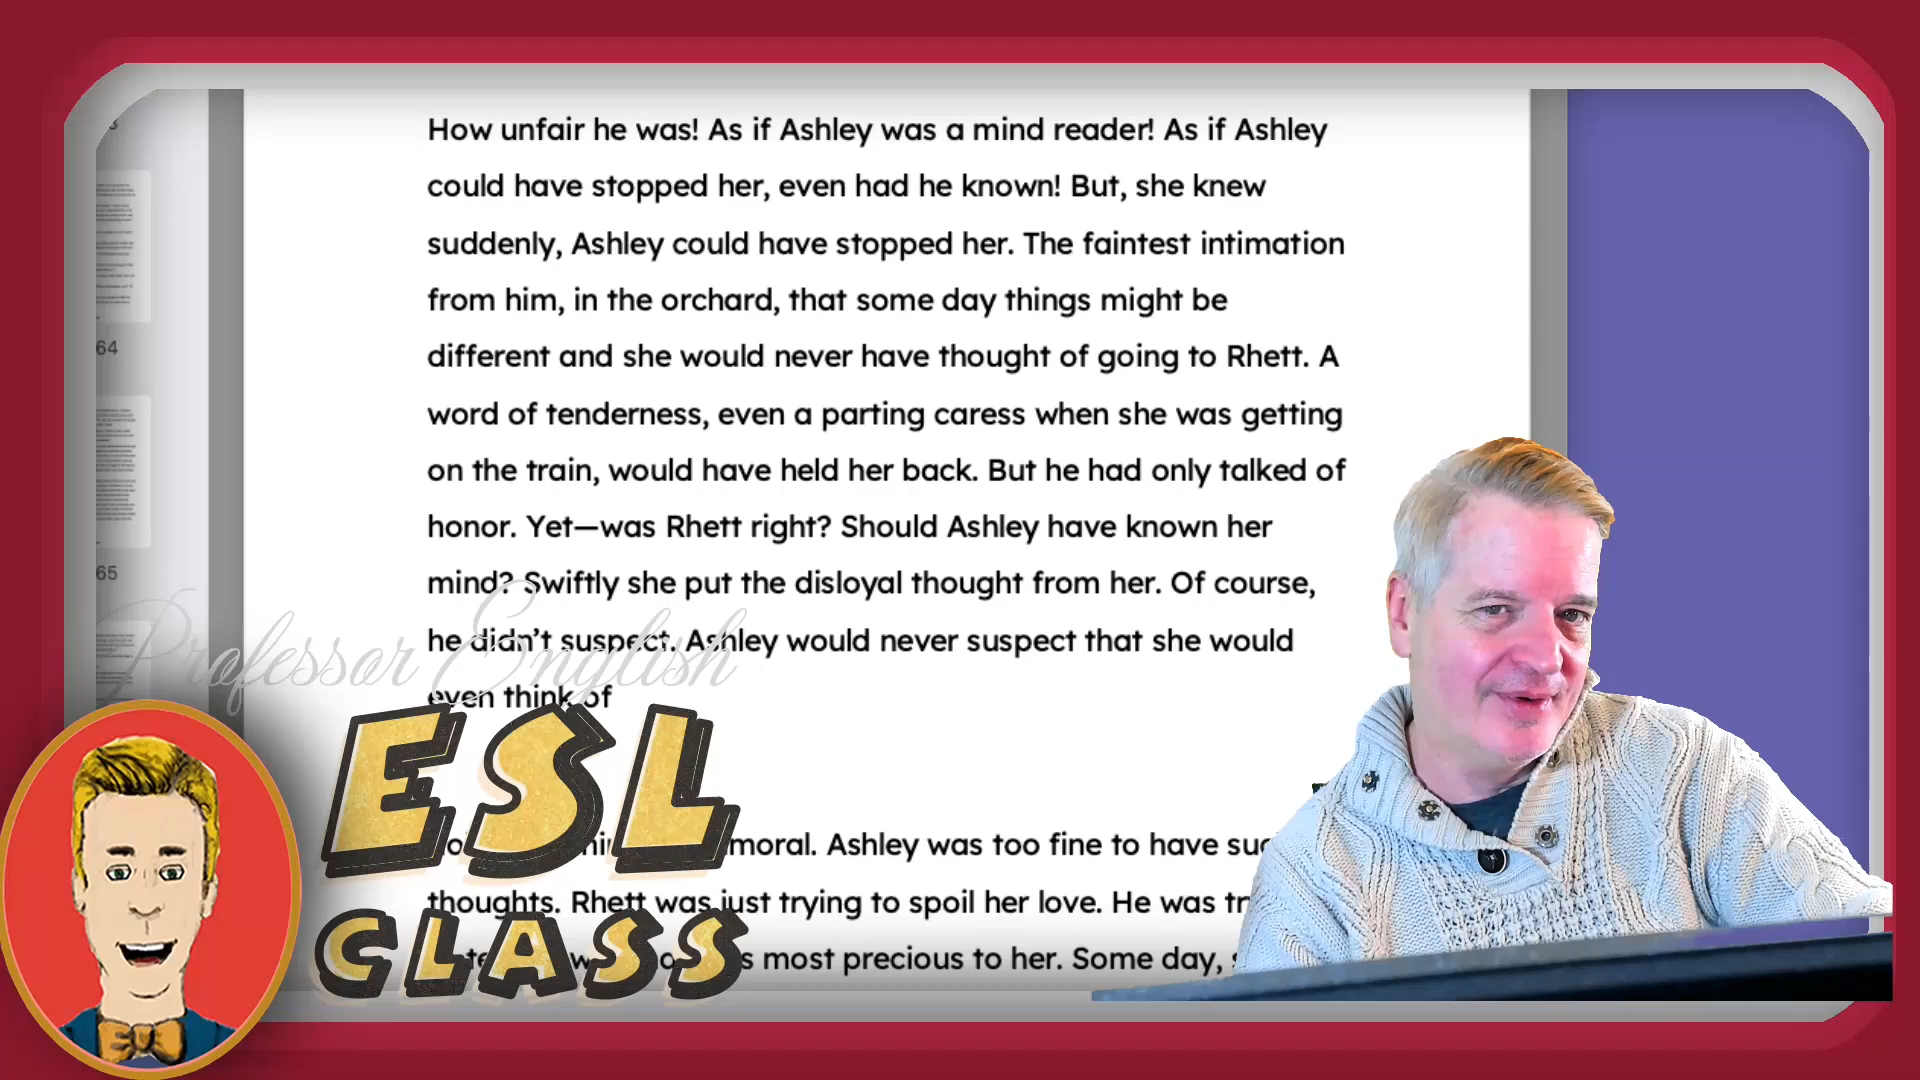 How unfair he was! As if Ashley was a mind reader! As if Ashley
could have stopped her, even had he known! But, she knew
suddenly, Ashley could have stopped her. The faintest intimation
from him, in the orchard, that some day things might be
different and she would never have thought of going to Rhett. A
word of tenderness, even a parting caress when she was getting
on the train, would have held her back. But he had only talked of
honor. Yet—was Rhett right? Should Ashley have known her
mind? Swiftly she put the disloyal thought from her. Of course,
he didn't suspect. Ashley would never suspect that she would
even think of
moral. Ashley was too fine to have
thoughts. Rhett was just trying to spoil her love. He was
most precious to her. Some day,
64
65
Professor English
ESL
CLASS